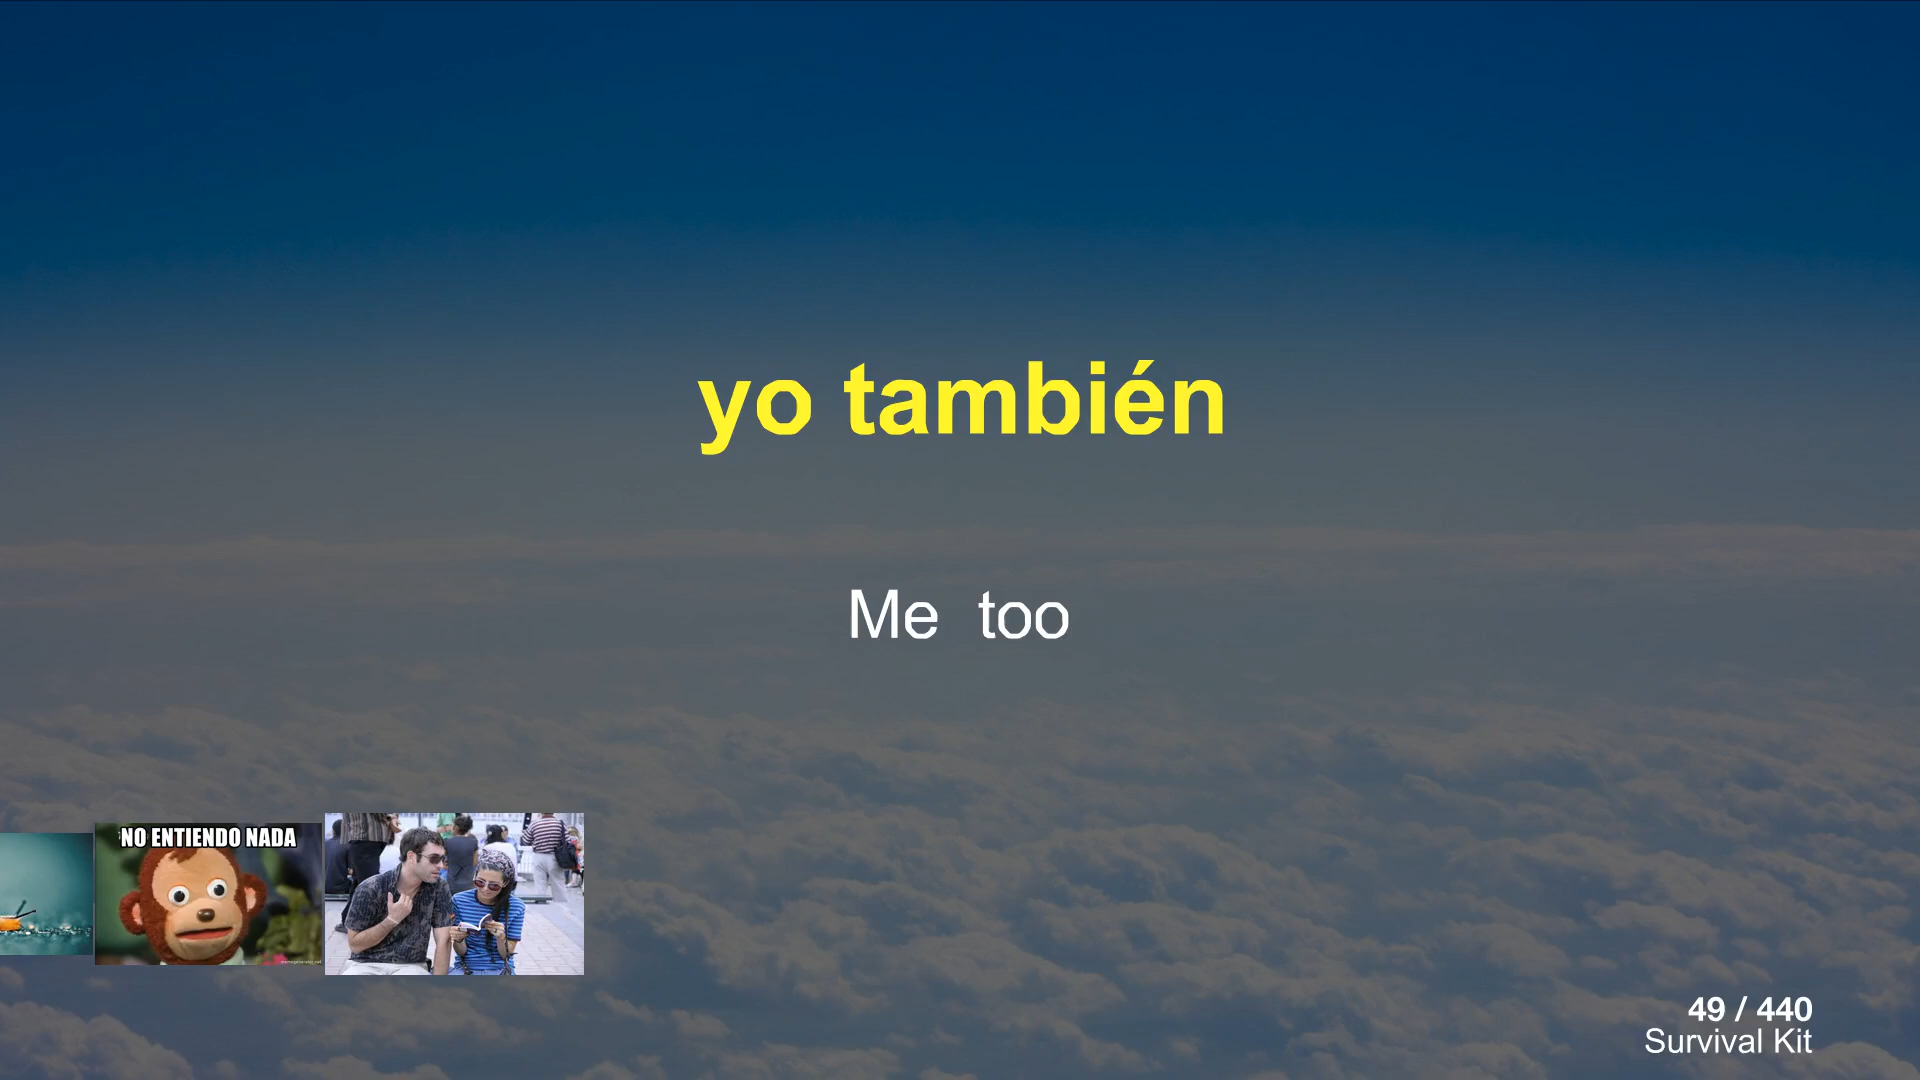 yo también
Me too
NO ENTIENDO NADA
49 / 440
Survival Kit